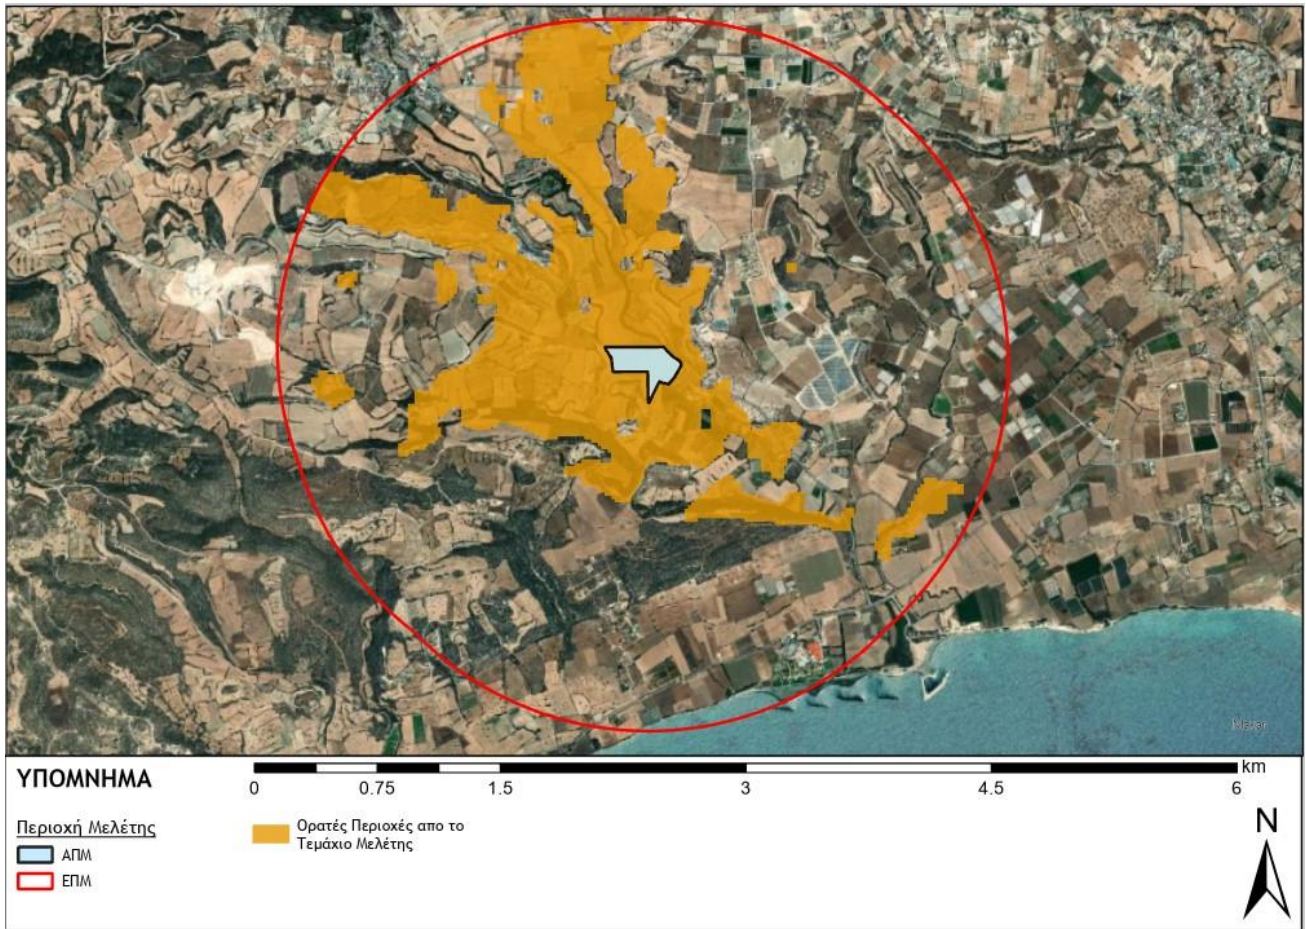 ΥΠΟΜΝΗΜΑ
0 0.75 1.5 3 4.5 6 km
Περιοχή Μελέτης
ΑΠΜ
ΕΠΜ
Ορατές Περιοχές απο το
Τεμάχιο Μελέτης
N